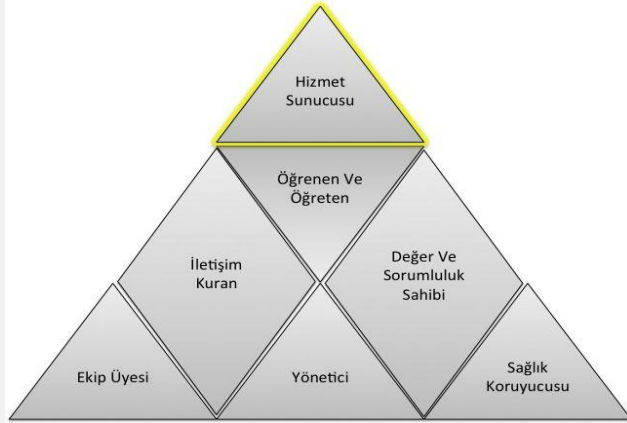 Hizmet
Sunucusu
Öğrenen Ve
Öğreten
İletişim
Kuran
Değer Ve
Sorumluluk
Sahibi
Ekip Üyesi
Yönetici
Sağlık
Koruyucusu